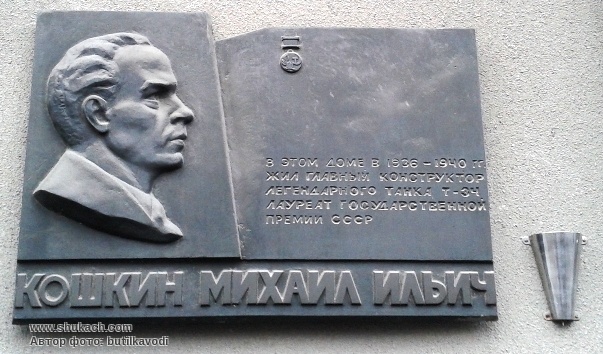 В ЭТОМ ДОМЕ В 1936-1940 ГГ.
ЖИЛ ГЛАВНЫЙ КОНСТРУКТОР
ЛЕГЕНДАРНОГО ТАНКА Т-34
ЛАУРЕАТ ГОСУДАРСТВЕННОЙ
ПРЕМИИ СССР
КОШКИН МИХАИЛ ИЛЬИЧ
www.shukach.com
Автор фото: butilkavodi